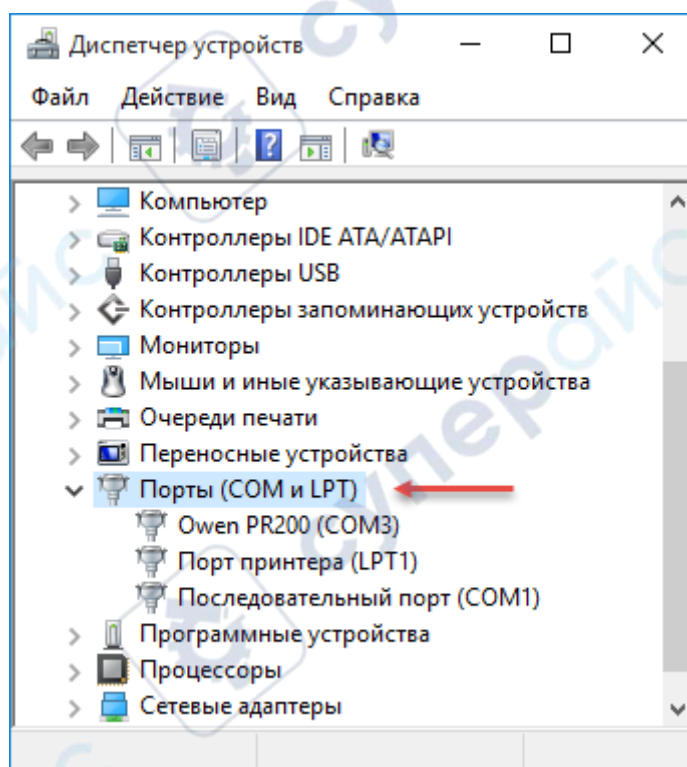 Диспетчер устройств
Файл Действие Вид Справка
Компьютер
Контроллеры IDE ATA/ATAPI
Контроллеры USB
Контроллеры запоминающих устройств
Мониторы
Мыши и иные указывающие устройства
Очереди печати
Переносные устройства
Порты (COM и LPT)
Owen PR200 (COM3)
Порт принтера (LPT1)
Последовательный порт (COM1)
Программные устройства
Процессоры
Сетевые адаптеры
суперайс